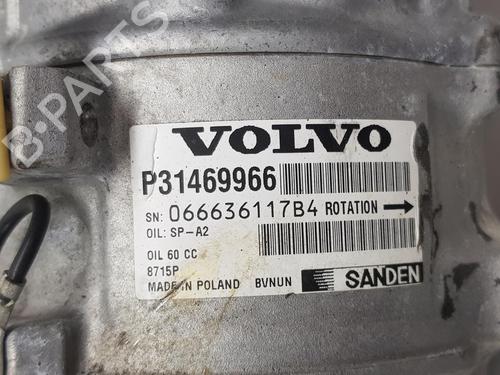 VOLVO
P31469966
SN: 066636117B4 ROTATION →
OIL: SP-A2
OIL 60 CC
8715P
MADE IN POLAND BVNUN SANDEN
B-PARTS